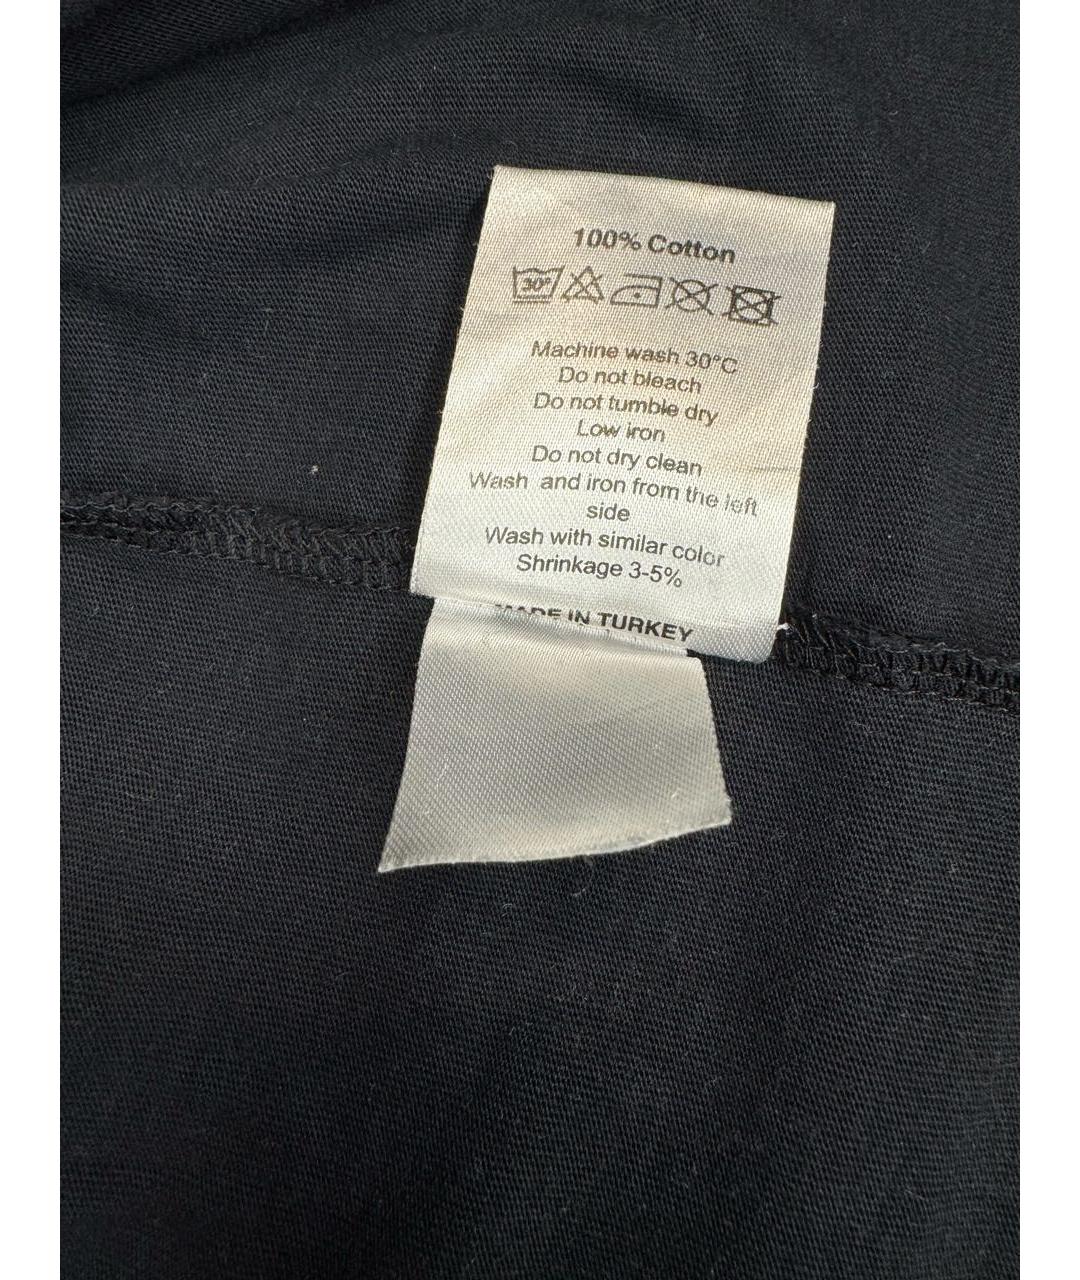 100% Cotton
30°
Machine wash 30°C
Do not bleach
Do not tumble dry
Low iron
Do not dry clean
Wash and iron from the left
side
Wash with similar color
Shrinkage 3-5%
MADE IN TURKEY